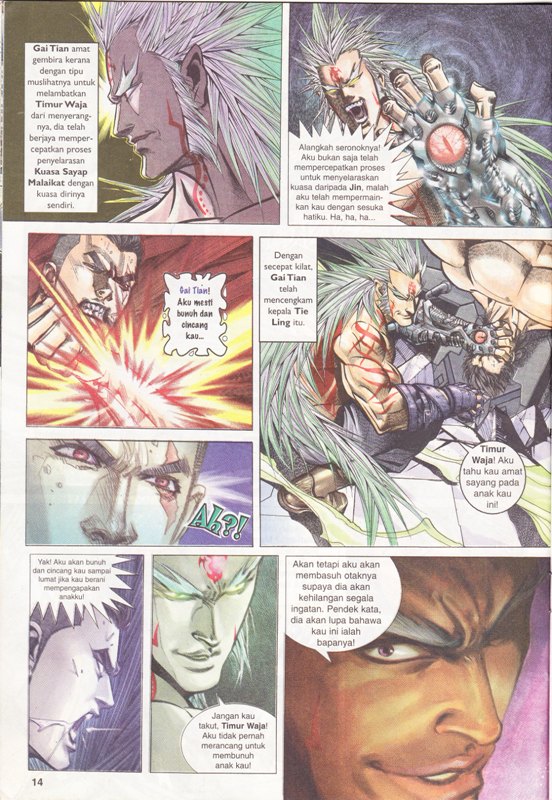 Gai Tian amat
gembira kerana
dengan tipu
muslihatnya untuk
melambatkan
Timur Waja
dari menyerang-
nya, dia telah
berjaya memper-
cepatkan proses
penyelarasan
Kuasa Sayap
Malaikat dengan
kuasa dirinya
sendiri.
Alangkah seronoknya!
Aku bukan saja telah
mempercepatkan proses
untuk menyelaraskan
kuasa daripada Jin, malah
aku telah mempermain-
kan kau dengan sesuka
hatiku. Ha, ha, ha...
Gai Tian!
Aku mesti
bunuh dan
cincang
kau...
Dengan
secepat kilat,
Gai Tian
telah
mencengkam
kepala Tie
Ling itu.
Timur
Waja! Aku
tahu kau amat
sayang pada
anak kau
ini!
Ah?!
Yak! Aku akan bunuh
dan cincang kau sampai
lumat jika kau berani
mempengapakan
anakku!
Jangan kau
takut, Timur Waja!
Aku tidak pernah
merancang untuk
membunuh
anak kau!
Akan tetapi aku akan
membasuh otaknya
supaya dia akan
kehilangan segala
ingatan. Pendek kata,
dia akan lupa bahawa
kau ini ialah
bapanya!
14